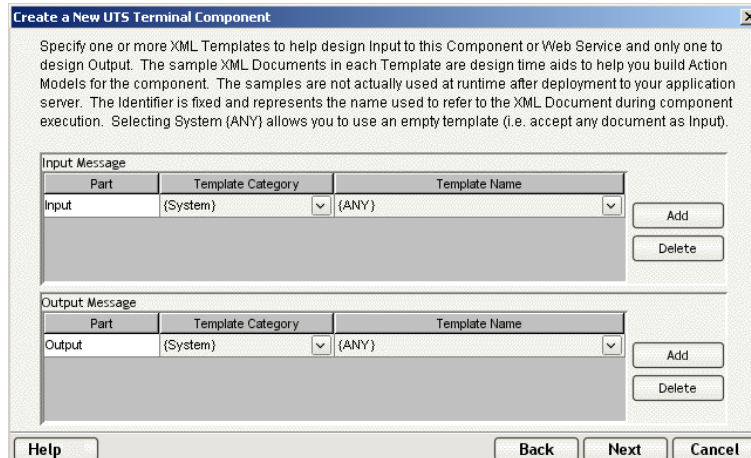 Create a New UTS Terminal Component
Specify one or more XML Templates to help design Input to this Component or Web Service and only one to
design Output. The sample XML Documents in each Template are design time aids to help you build Action
Models for the component. The samples are not actually used at runtime after deployment to your application
server. The Identifier is fixed and represents the name used to refer to the XML Document during component
execution. Selecting System {ANY} allows you to use an empty template (i.e. accept any document as Input).
Input Message
Part Template Category Template Name
Input {System} {ANY}
Add
Delete
Output Message
Part Template Category Template Name
Output {System} {ANY}
Add
Delete
Help Back Next Cancel